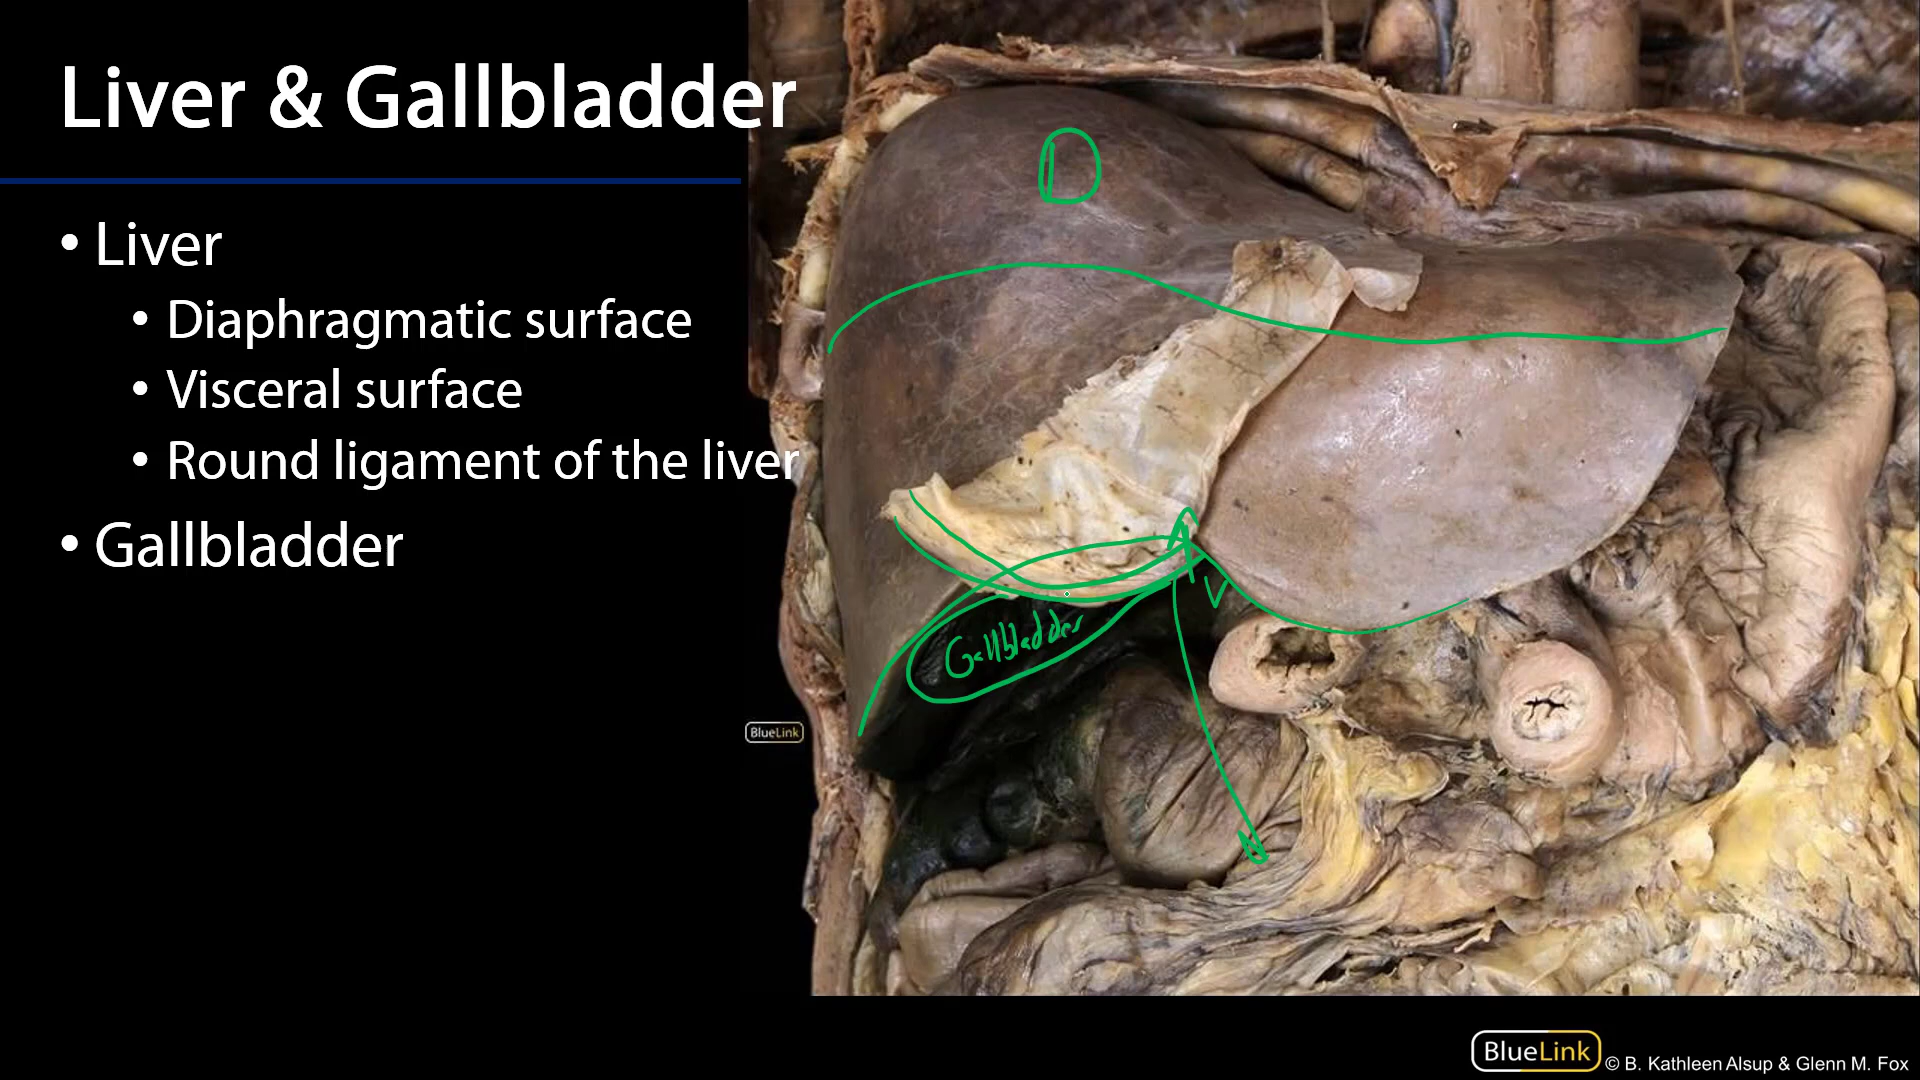 Liver & Gallbladder
• Liver
• Diaphragmatic surface
• Visceral surface
• Round ligament of the liver
• Gallbladder
D
V
Gallbladder
BlueLink
BlueLink © B. Kathleen Alsup & Glenn M. Fox